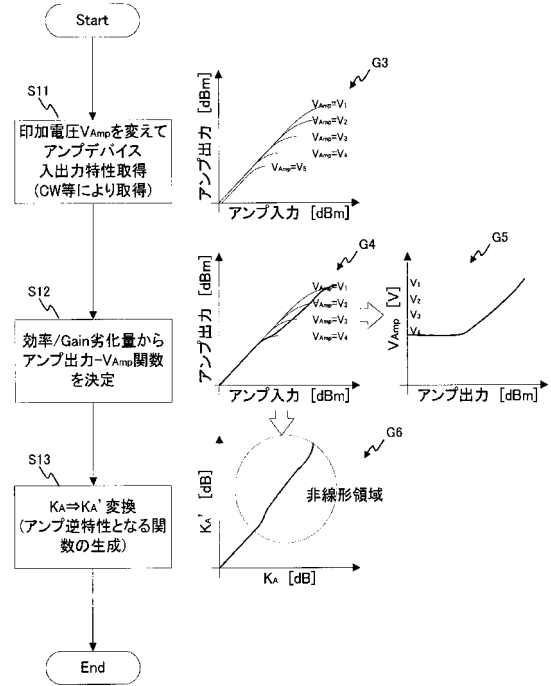 Start
S11
印加電圧VAmpを変えて
アンプデバイス
入出力特性取得
(CW等により取得)
G3
アンプ出力 [dBm]
VAmp=V1
VAmp=V2
VAmp=V3
VAmp=V4
VAmp=V5
アンプ入力 [dBm]
S12
効率/Gain劣化量から
アンプ出力-VAmp関数
を決定
G4
アンプ出力 [dBm]
VAmp=V1
VAmp=V2
VAmp=V3
VAmp=V4
アンプ入力 [dBm]
G5
VAmp [V]
V1
V2
V3
V4
アンプ出力 [dBm]
S13
KA⇒KA'変換
(アンプ逆特性となる関
数の生成)
G6
KA' [dB]
非線形領域
KA [dB]
End